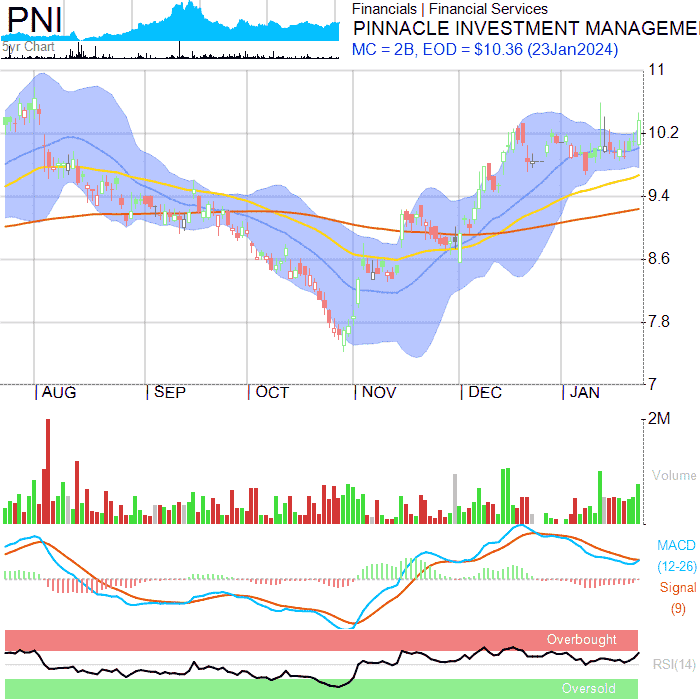 PNI
5yr Chart
Financials | Financial Services
PINNACLE INVESTMENT MANAGEME
MC = 2B, EOD = $10.36 (23Jan2024)
11
10.2
9.4
8.6
7.8
7
AUG SEP OCT NOV DEC JAN
2M
Volume
MACD
(12-26)
Signal
(9)
Overbought
RSI(14)
Oversold